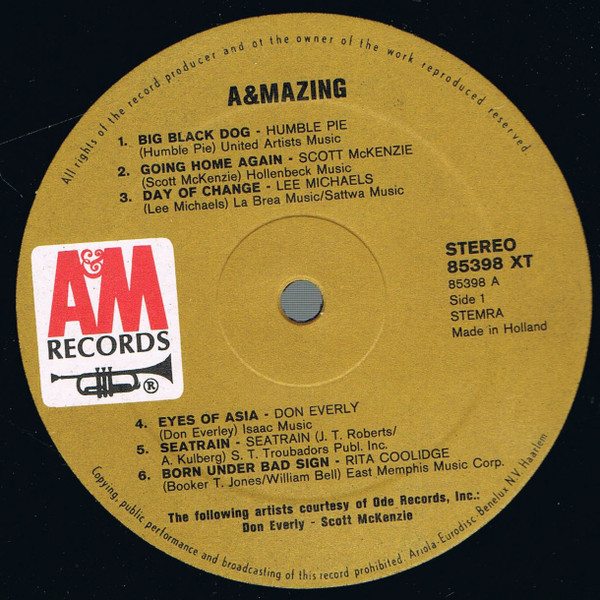 All rights of the record producer and of the owner of the work reproduced reserved
A&MAZING
1. BIG BLACK DOG - HUMBLE PIE
(Humble Pie) United Artists Music
2. GOING HOME AGAIN - SCOTT McKENZIE
(Scott McKenzie) Hollenbeck Music
3. DAY OF CHANGE - LEE MICHAELS
(Lee Michaels) La Brea Music/Sattwa Music
A&M
RECORDS
®
STEREO
85398 XT
85398 A
Side 1
STEMRA
Made in Holland
4. EYES OF ASIA - DON EVERLY
(Don Everley) Isaac Music
5. SEATRAIN - SEATRAIN (J. T. Roberts/
A. Kulberg) S. T. Troubadors Publ. Inc.
6. BORN UNDER BAD SIGN - RITA COOLIDGE
(Booker T. Jones/William Bell) East Memphis Music Corp.
The following artists courtesy of Ode Records, Inc.:
Don Everly - Scott McKenzie
Copying, public performance and broadcasting of this record prohibited. Ariola-Eurodisc Benelux N.V. Haarlem